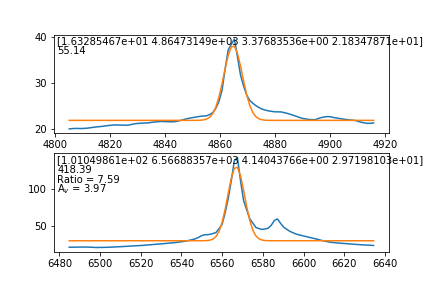 40
30
20
[1.63285467e+01 4.86473149e+03 3.37683536e+00 2.18347871e+01]
55.14
4800 4820 4840 4860 4880 4900 4920
100
50
[1.01049861e+02 6.56688357e+03 4.14043766e+00 2.97198103e+01]
418.39
Ratio = 7.59
Aᵥ = 3.97
6480 6500 6520 6540 6560 6580 6600 6620 6640